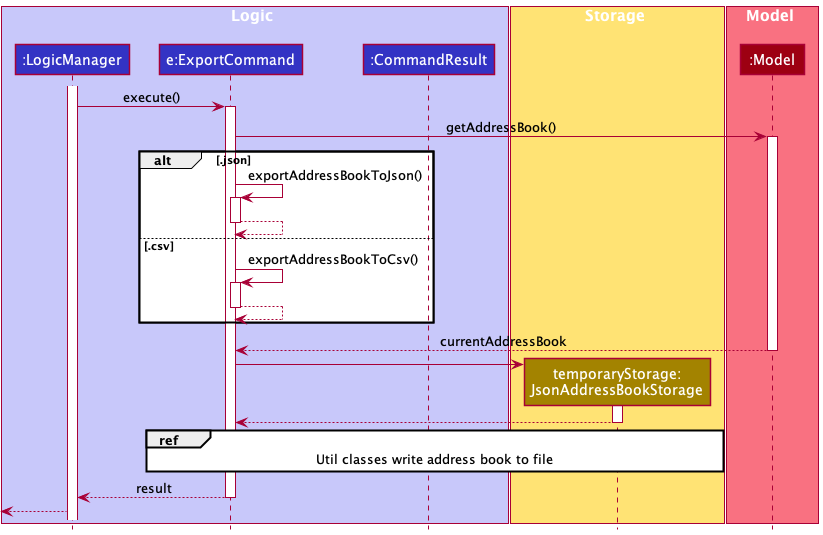 Logic
Storage
Model
:LogicManager
e:ExportCommand
:CommandResult
:Model
execute()
getAddressBook()
alt
[.json]
exportAddressBookToJson()
[.csv]
exportAddressBookToCsv()
currentAddressBook
temporaryStorage:
JsonAddressBookStorage
ref
Util classes write address book to file
result